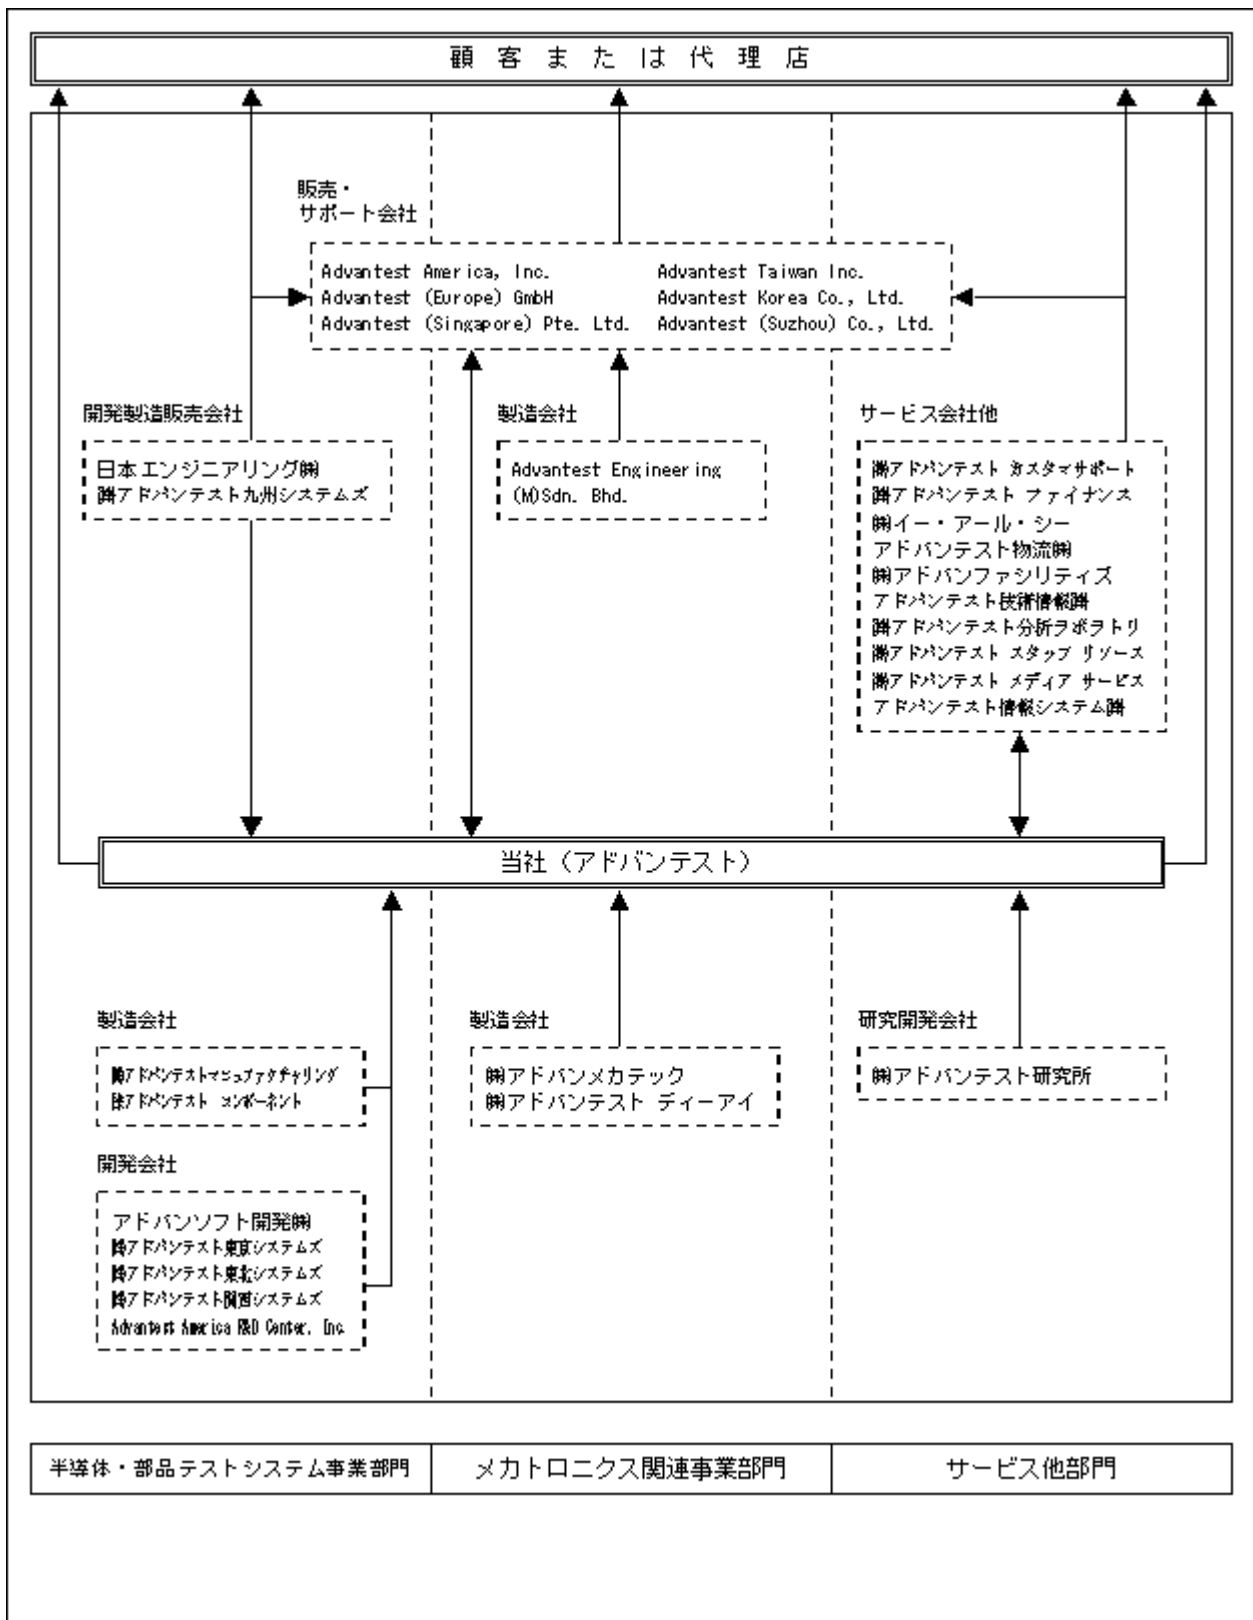 顧客または代理店
販売・
サポート会社
Advantest America, Inc.
Advantest (Europe) GmbH
Advantest (Singapore) Pte. Ltd.
Advantest Taiwan Inc.
Advantest Korea Co., Ltd.
Advantest (Suzhou) Co., Ltd.
開発製造販売会社
日本エンジニアリング㈱
㈱アドバンテスト九州システムズ
製造会社
Advantest Engineering
(M)Sdn. Bhd.
サービス会社他
㈱アドバンテスト カスタマサポート
㈱アドバンテスト ファイナンス
㈱イー・アール・シー
アドバンテスト物流㈱
㈱アドバンファシリティズ
アドバンテスト技術情報㈱
㈱アドバンテスト分析ラボラトリ
㈱アドバンテスト スタッフ リソース
㈱アドバンテスト メディア サービス
アドバンテスト情報システム㈱
当社（アドバンテスト）
製造会社
㈱アドバンテストマニュファクチャリング
㈱アドバンテスト コンポーネント
開発会社
アドバンソフト開発㈱
㈱アドバンテスト東京システムズ
㈱アドバンテスト東北システムズ
㈱アドバンテスト関西システムズ
Advantest America R&D Center, Inc.
製造会社
㈱アドバンメカテック
㈱アドバンテスト ディーアイ
研究開発会社
㈱アドバンテスト研究所
半導体・部品テストシステム事業部門
メカトロニクス関連事業部門
サービス他部門